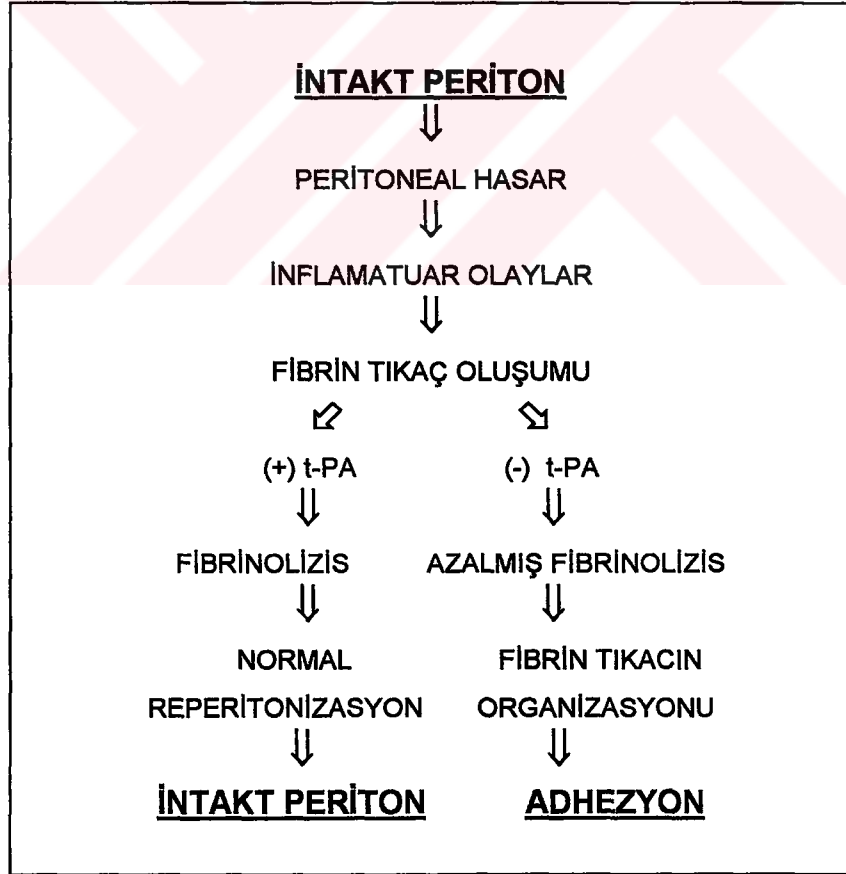 İNTAKT PERİTON
⇓
PERİTONEAL HASAR
⇓
İNFLAMATUAR OLAYLAR
⇓
FİBRİN TIKAÇ OLUŞUMU
⬃ ⬂
(+) t-PA (-) t-PA
⇓ ⇓
FİBRİNOLİZİS AZALMIŞ FİBRİNOLİZİS
⇓ ⇓
NORMAL FİBRİN TIKACIN
REPERİTONİZASYON ORGANİZASYONU
⇓ ⇓
İNTAKT PERİTON ADHEZYON